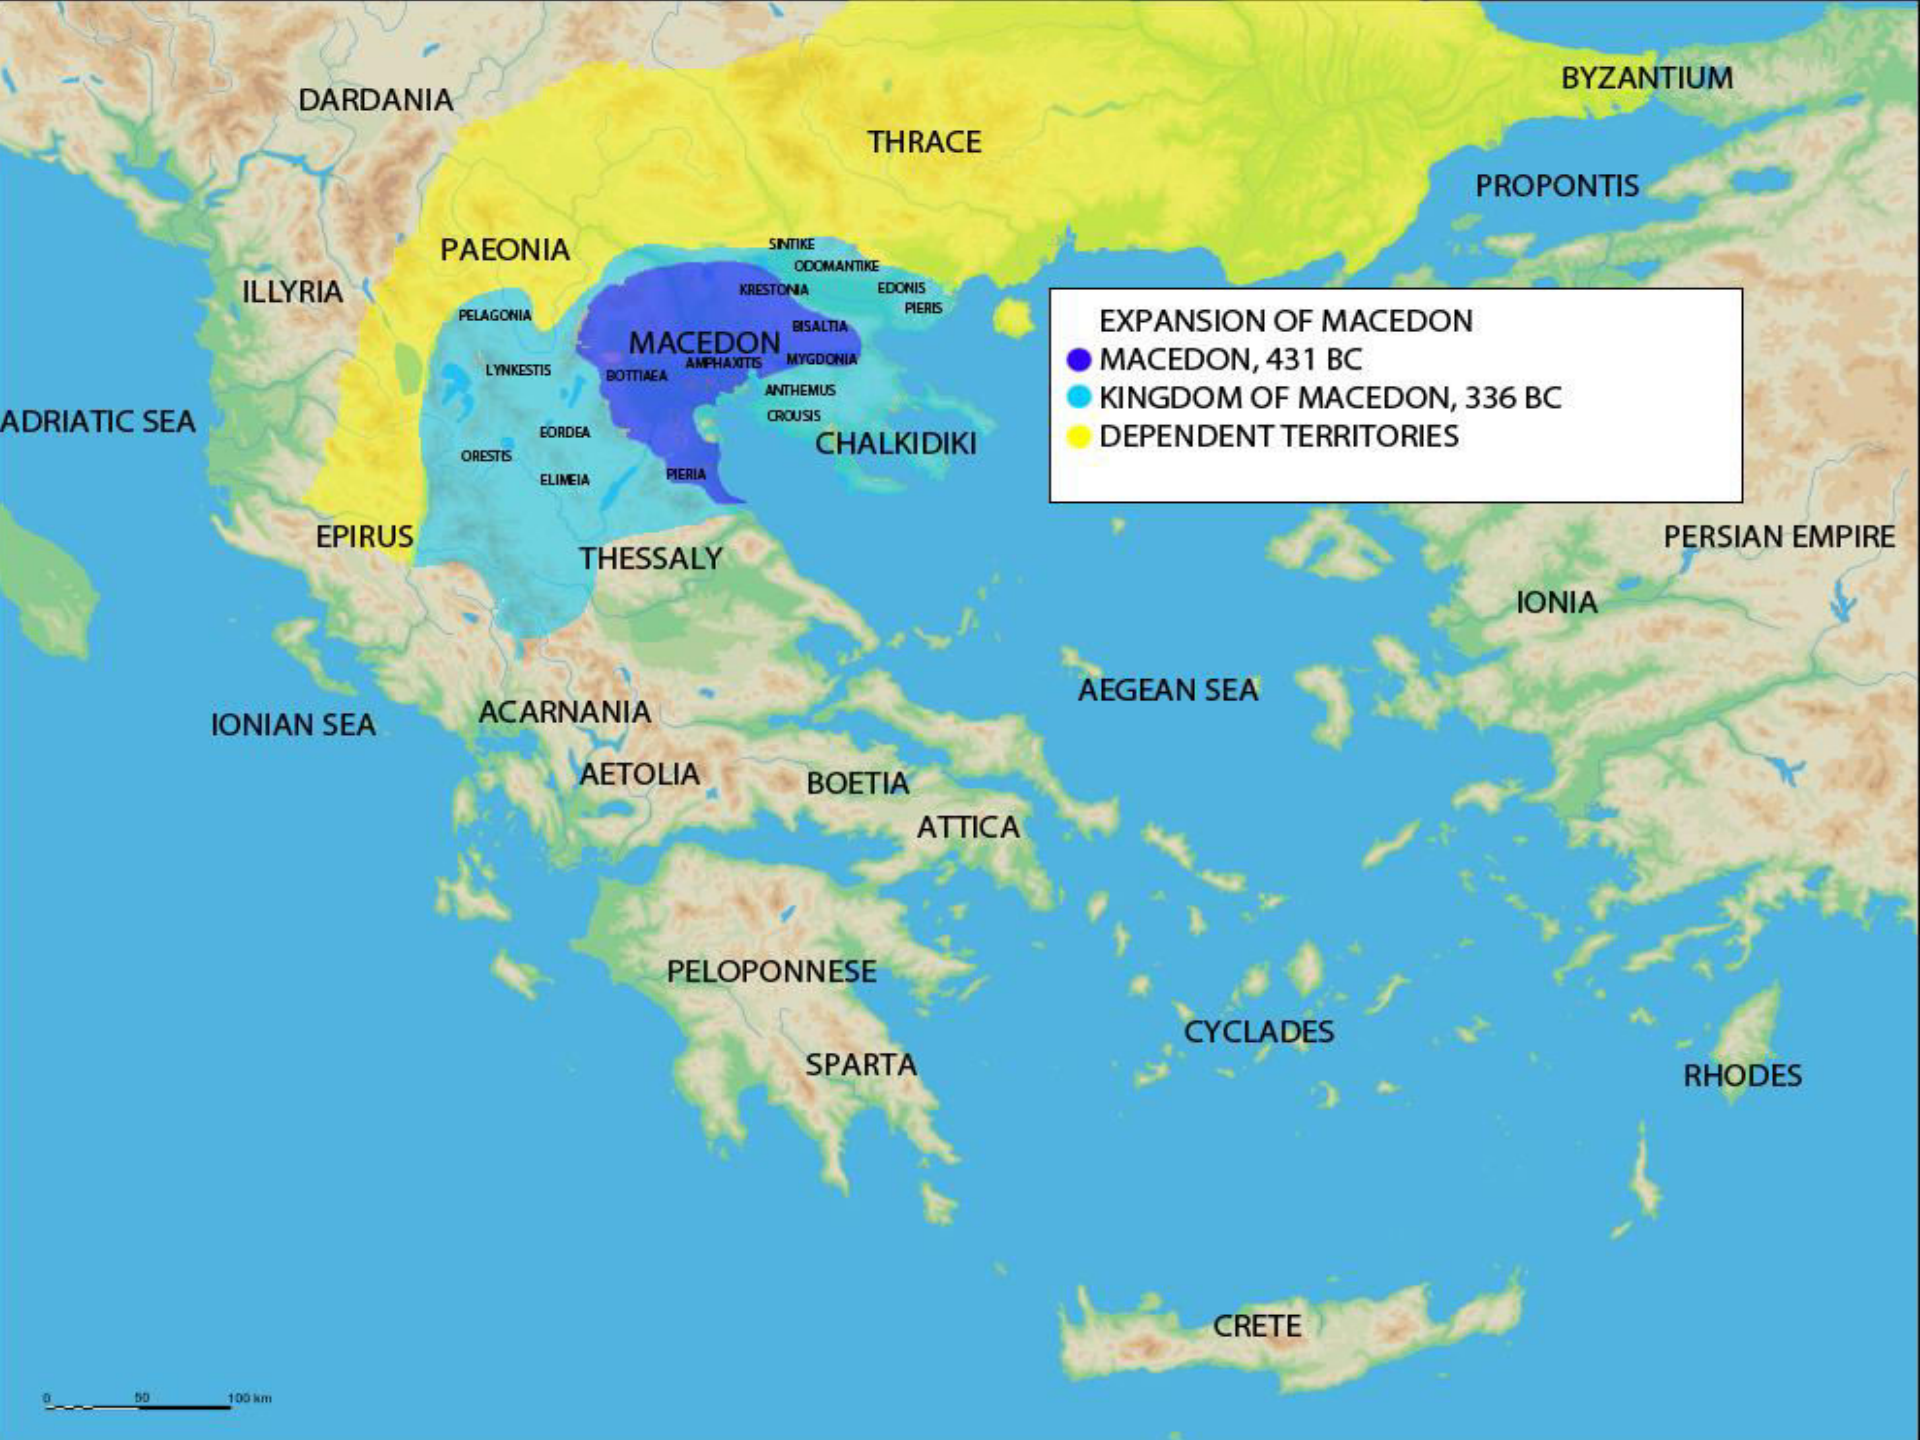 DARDANIA
BYZANTIUM
THRACE
PROPONTIS
PAEONIA
SINTIKE
ODOMANTIKE
ILLYRIA
KRESTONIA
EDONIS
PIERIS
PELAGONIA
BISALTIA
MACEDON
AMPHAXITIS
MYGDONIA
LYNKESTIS
BOTTIAEA
ANTHEMUS
CROUSIS
ADRIATIC SEA
EORDEA
CHALKIDIKI
ORESTIS
ELIMEIA
PIERIA
EXPANSION OF MACEDON
MACEDON, 431 BC
KINGDOM OF MACEDON, 336 BC
DEPENDENT TERRITORIES
EPIRUS
THESSALY
PERSIAN EMPIRE
IONIA
AEGEAN SEA
IONIAN SEA
ACARNANIA
AETOLIA
BOETIA
ATTICA
PELOPONNESE
CYCLADES
SPARTA
RHODES
CRETE
0 50 100 km